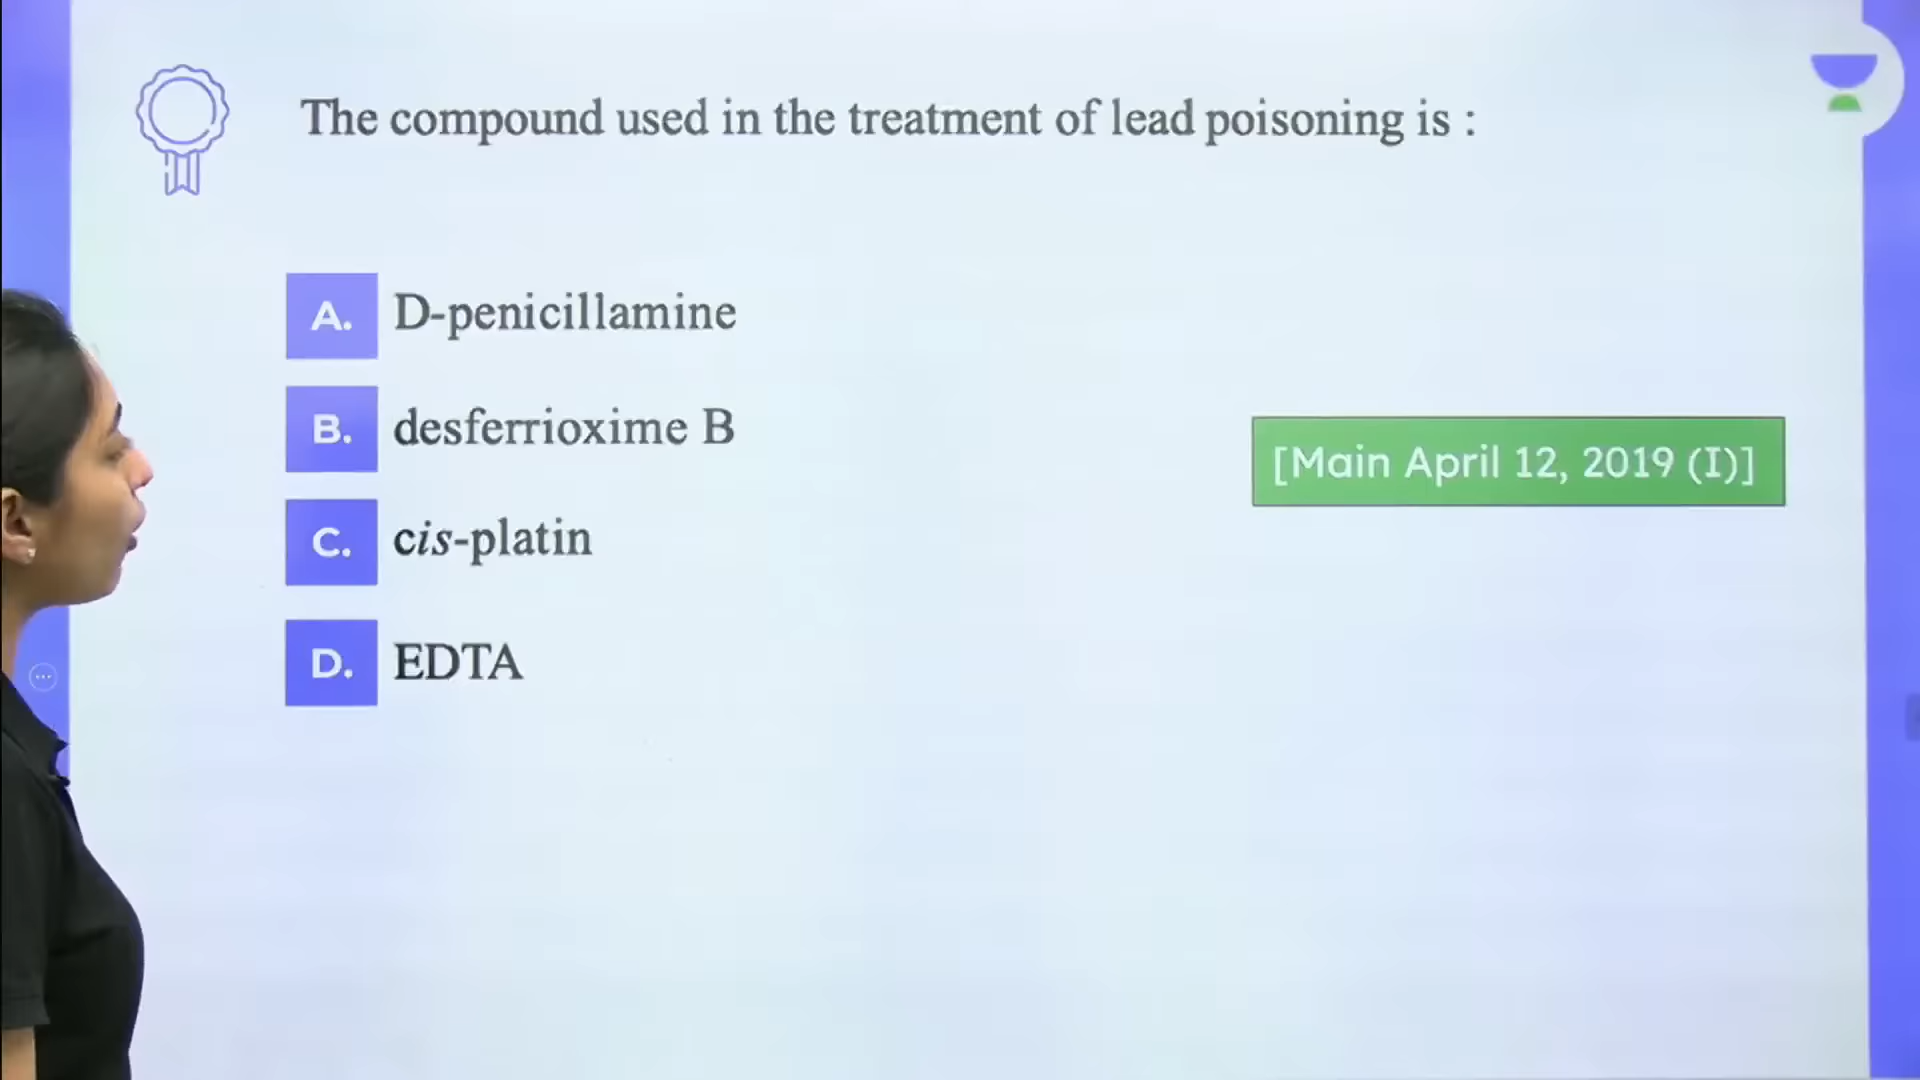 The compound used in the treatment of lead poisoning is :
A. D-penicillamine
B. desferrioxime B
[Main April 12, 2019 (I)]
C. cis-platin
D. EDTA